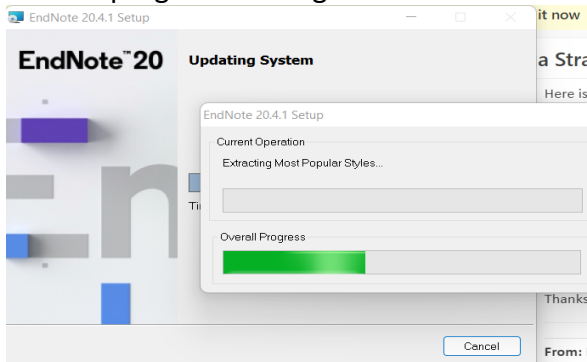 EndNote 20.4.1 Setup
it now
EndNote™20
Updating System
a Stra
Here is
EndNote 20.4.1 Setup
Current Operation
Extracting Most Popular Styles...
Ti
Overall Progress
Thanks
Cancel
From: